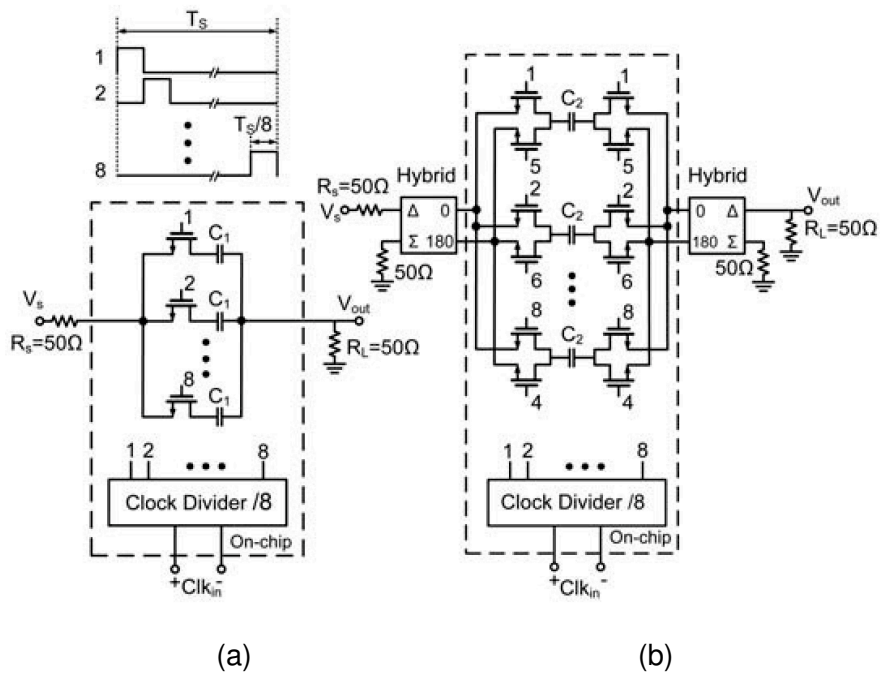 T_S
1
2
T_S/8
8
1
C_1
2
C_1
V_s
V_out
R_s=50Ω
R_L=50Ω
8
C_1
1 2 8
Clock Divider /8
On-chip
+Clk_in-
(a)
1 1
C_2
5 5
Hybrid
Hybrid
R_s=50Ω
V_s
Δ 0
Σ 180
50Ω
2 2
C_2
6 6
0 Δ
180 Σ
V_out
R_L=50Ω
50Ω
8 8
C_2
4 4
1 2 8
Clock Divider /8
On-chip
+Clk_in-
(b)